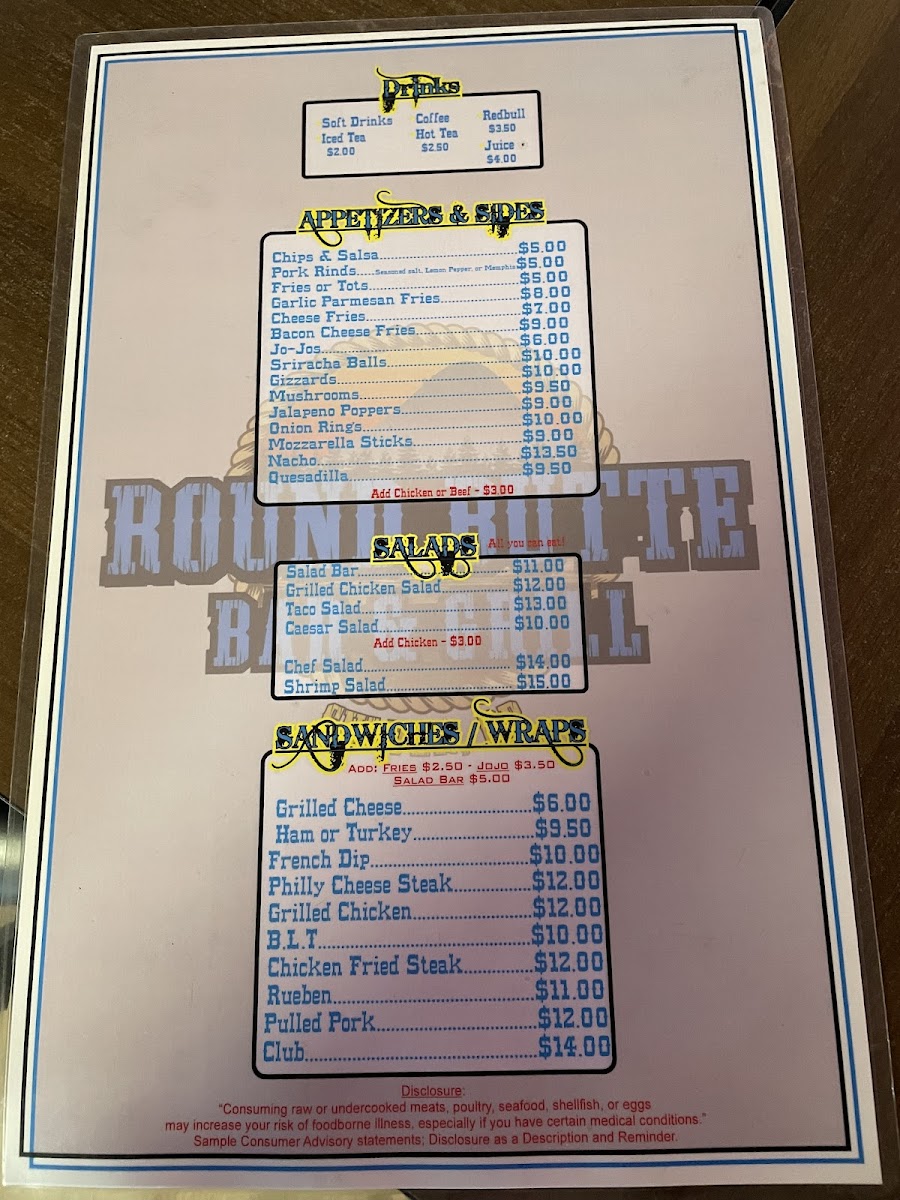 Drinks
Soft Drinks
Iced Tea
$2.00
Coffee
Hot Tea
$2.50
Redbull
$3.50
Juice
$4.00
APPETIZERS & SIDES
Chips & Salsa $5.00
Pork Rinds Seasoned salt, Lemon Pepper, or Memphis $5.00
Fries or Tots $5.00
Garlic Parmesan Fries $8.00
Cheese Fries $7.00
Bacon Cheese Fries $9.00
Jo-Jos $6.00
Sriracha Balls $10.00
Gizzards $10.00
Mushrooms $9.50
Jalapeno Poppers $9.00
Onion Rings $10.00
Mozzarella Sticks $9.00
Nacho $13.50
Quesadilla $9.50
Add Chicken or Beef - $3.00
ROUND BUTTE
BAR & GRILL
SALADS All you can eat!
Salad Bar $11.00
Grilled Chicken Salad $12.00
Taco Salad $13.00
Caesar Salad $10.00
Add Chicken - $3.00
Chef Salad $14.00
Shrimp Salad $15.00
SANDWICHES / WRAPS
ADD: FRIES $2.50 - JOJO $3.50
SALAD BAR $5.00
Grilled Cheese $6.00
Ham or Turkey $9.50
French Dip $10.00
Philly Cheese Steak $12.00
Grilled Chicken $12.00
B.L.T $10.00
Chicken Fried Steak $12.00
Rueben $11.00
Pulled Pork $12.00
Club $14.00
Disclosure:
"Consuming raw or undercooked meats, poultry, seafood, shellfish, or eggs
may increase your risk of foodborne illness, especially if you have certain medical conditions."
Sample Consumer Advisory statements; Disclosure as a Description and Reminder.